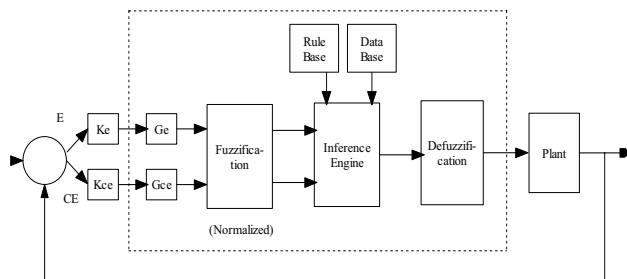 Rule
Base
Data
Base
E
Ke
Ge
Fuzzifica-
tion
Inference
Engine
Defuzzifi-
cation
Plant
Kce
Gce
CE
(Normalized)